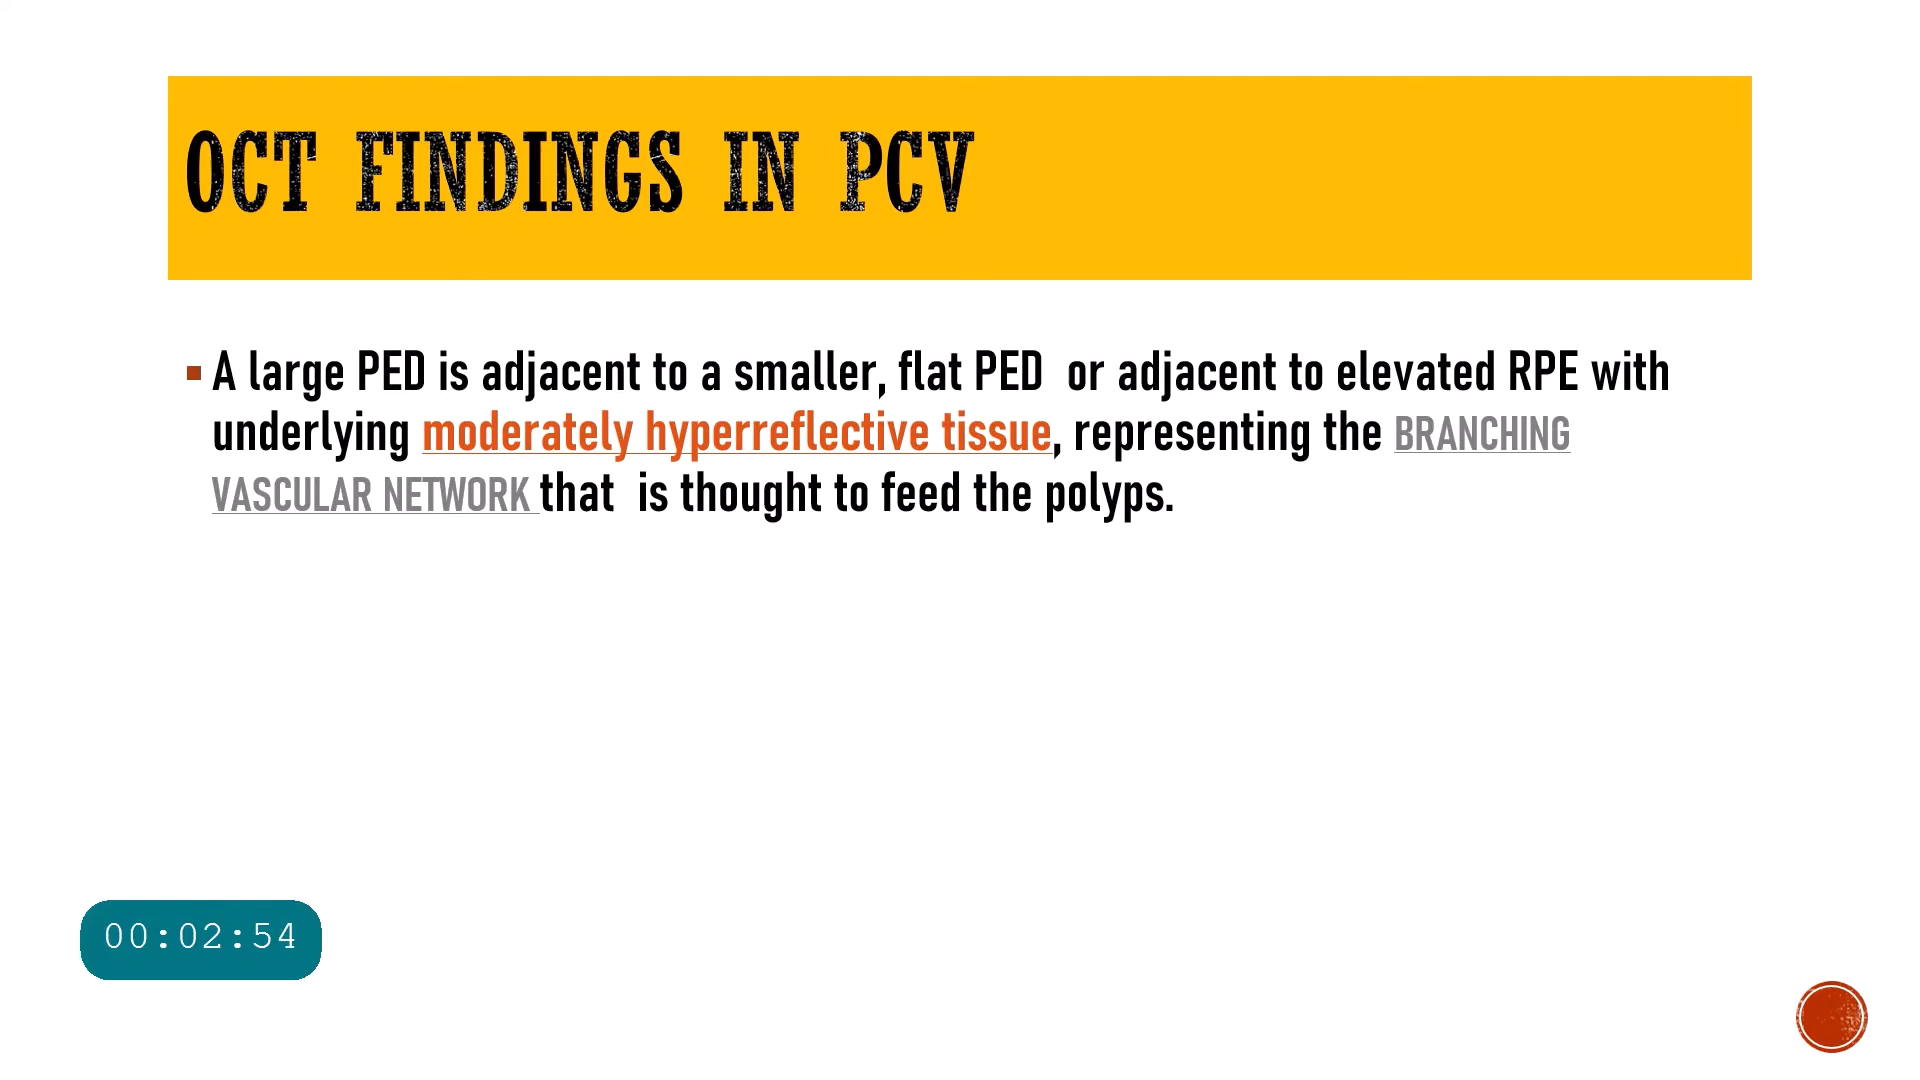 OCT FINDINGS IN PCV
A large PED is adjacent to a smaller, flat PED or adjacent to elevated RPE with
underlying moderately hyperreflective tissue, representing the BRANCHING
VASCULAR NETWORK that is thought to feed the polyps.
00:02:54